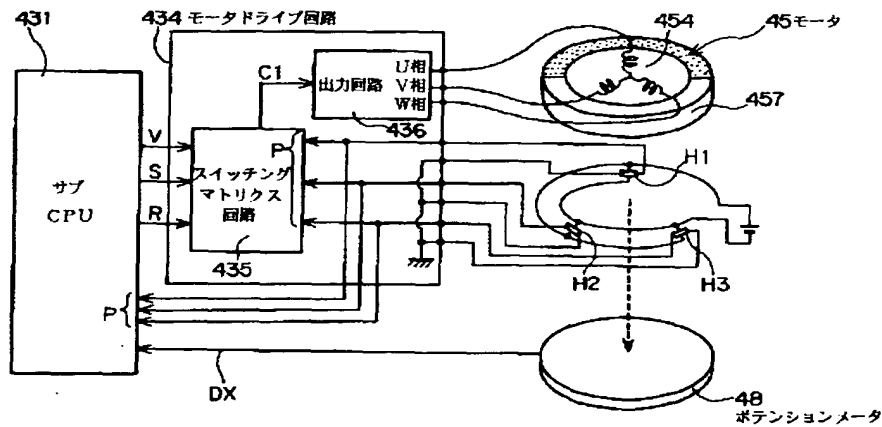 431
434 モータドライブ回路
454
45モータ
C1
出力回路
U相
V相
W相
436
457
V
S
R
P
スイッチング
マトリクス
回路
435
サブ
CPU
H1
H2
H3
P
DX
48
ポテンションメータ